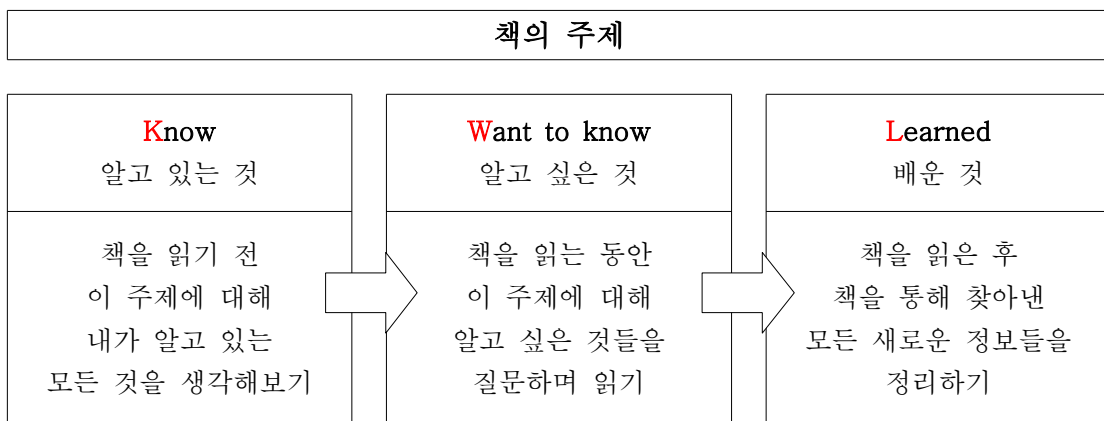 책의 주제
Know
알고 있는 것
책을 읽기 전
이 주제에 대해
내가 알고 있는
모든 것을 생각해보기
Want to know
알고 싶은 것
책을 읽는 동안
이 주제에 대해
알고 싶은 것들을
질문하며 읽기
Learned
배운 것
책을 읽은 후
책을 통해 찾아낸
모든 새로운 정보들을
정리하기